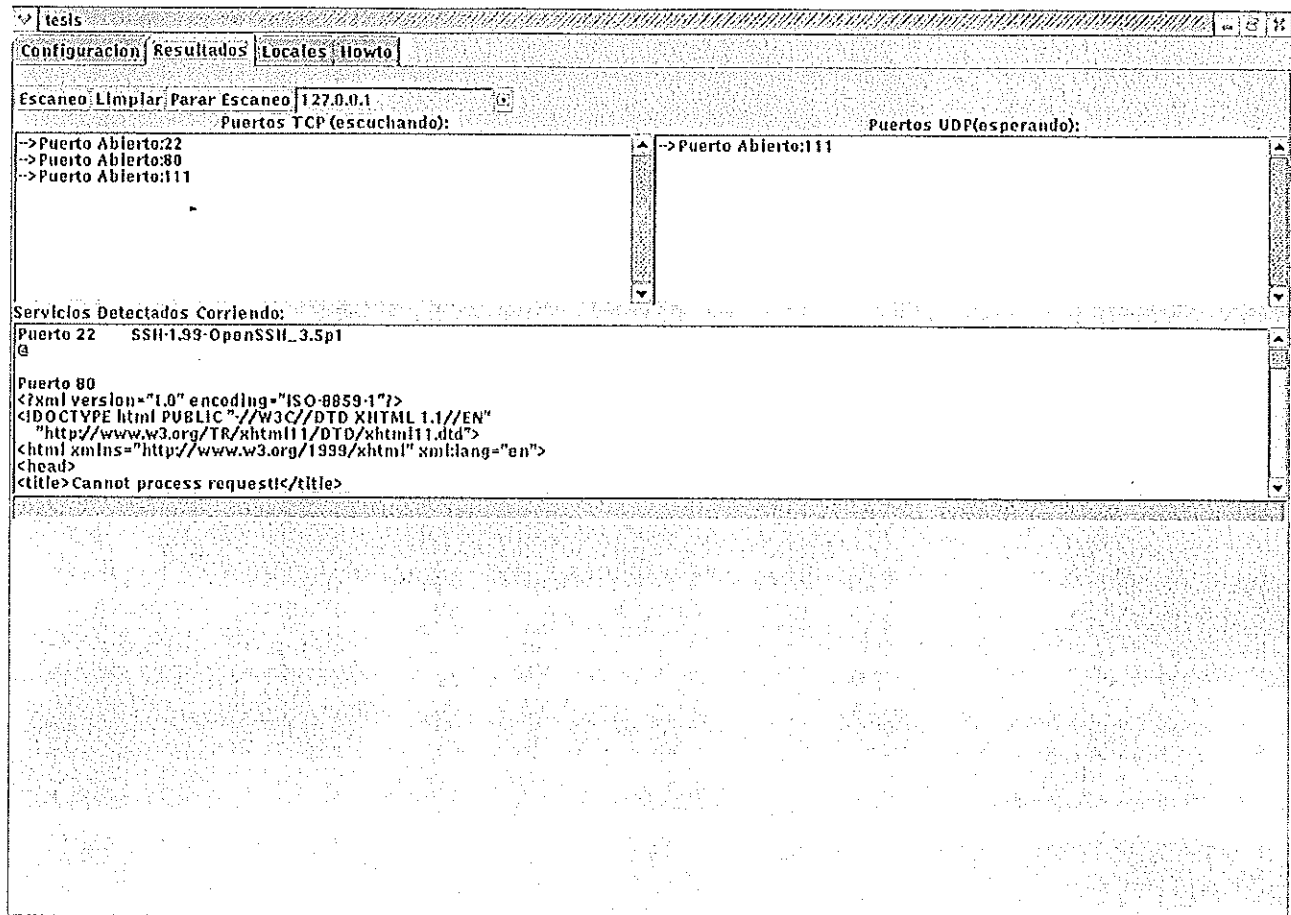 tesis
Configuracion Resultados Locales Howto
Escaneo Limpiar Parar Escaneo 127.0.0.1
Puertos TCP (escuchando):
Puertos UDP(esperando):
-->Puerto Abierto:22
-->Puerto Abierto:80
-->Puerto Abierto:111
-->Puerto Abierto:111
Servicios Detectados Corriendo:
Puerto 22 SSH-1.99-OpenSSH_3.5p1
@
Puerto 80
<?xml version="1.0" encoding="ISO-8859-1"?>
<!DOCTYPE html PUBLIC "-//W3C//DTD XHTML 1.1//EN"
"http://www.w3.org/TR/xhtml11/DTD/xhtml11.dtd">
<html xmlns="http://www.w3.org/1999/xhtml" xml:lang="en">
<head>
<title>Cannot process request!</title>